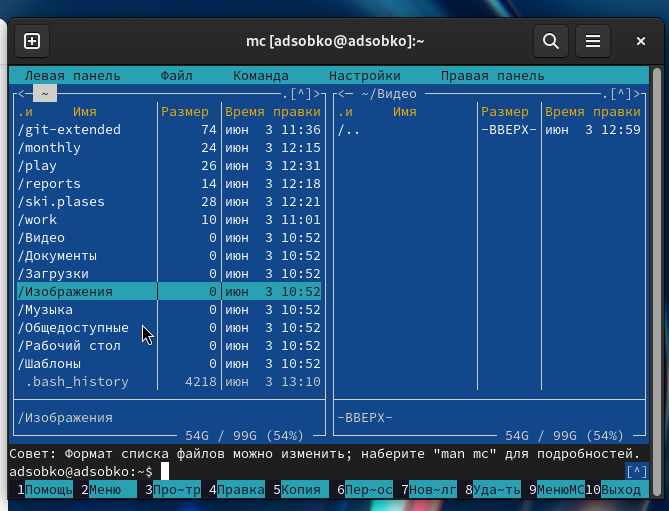 mc [adsobko@adsobko]:~
Левая панель Файл Команда Настройки Правая панель
<─ ~ .[^]> <─ ~/Видео .[^]>
.и Имя Размер Время правки .и Имя Размер Время правки
/git-extended 74 июн 3 11:36 /.. -ВВЕРХ- июн 3 12:59
/monthly 24 июн 3 12:15
/play 26 июн 3 12:31
/reports 14 июн 3 12:18
/ski.plases 28 июн 3 12:21
/work 10 июн 3 11:01
/Видео 0 июн 3 10:52
/Документы 0 июн 3 10:52
/Загрузки 0 июн 3 10:52
/Изображения 0 июн 3 10:52
/Музыка 0 июн 3 10:52
/Общедоступные 0 июн 3 10:52
/Рабочий стол 0 июн 3 10:52
/Шаблоны 0 июн 3 10:52
.bash_history 4218 июн 3 13:10
/Изображения -ВВЕРХ-
54G / 99G (54%) 54G / 99G (54%)
Совет: Формат списка файлов можно изменить; наберите "man mc" для подробностей.
adsobko@adsobko:~$ [^]
1Помощь 2Меню 3Про~тр 4Правка 5Копия 6Пер~ос 7Нов~лг 8Уда~ть 9МенюMC 10Выход